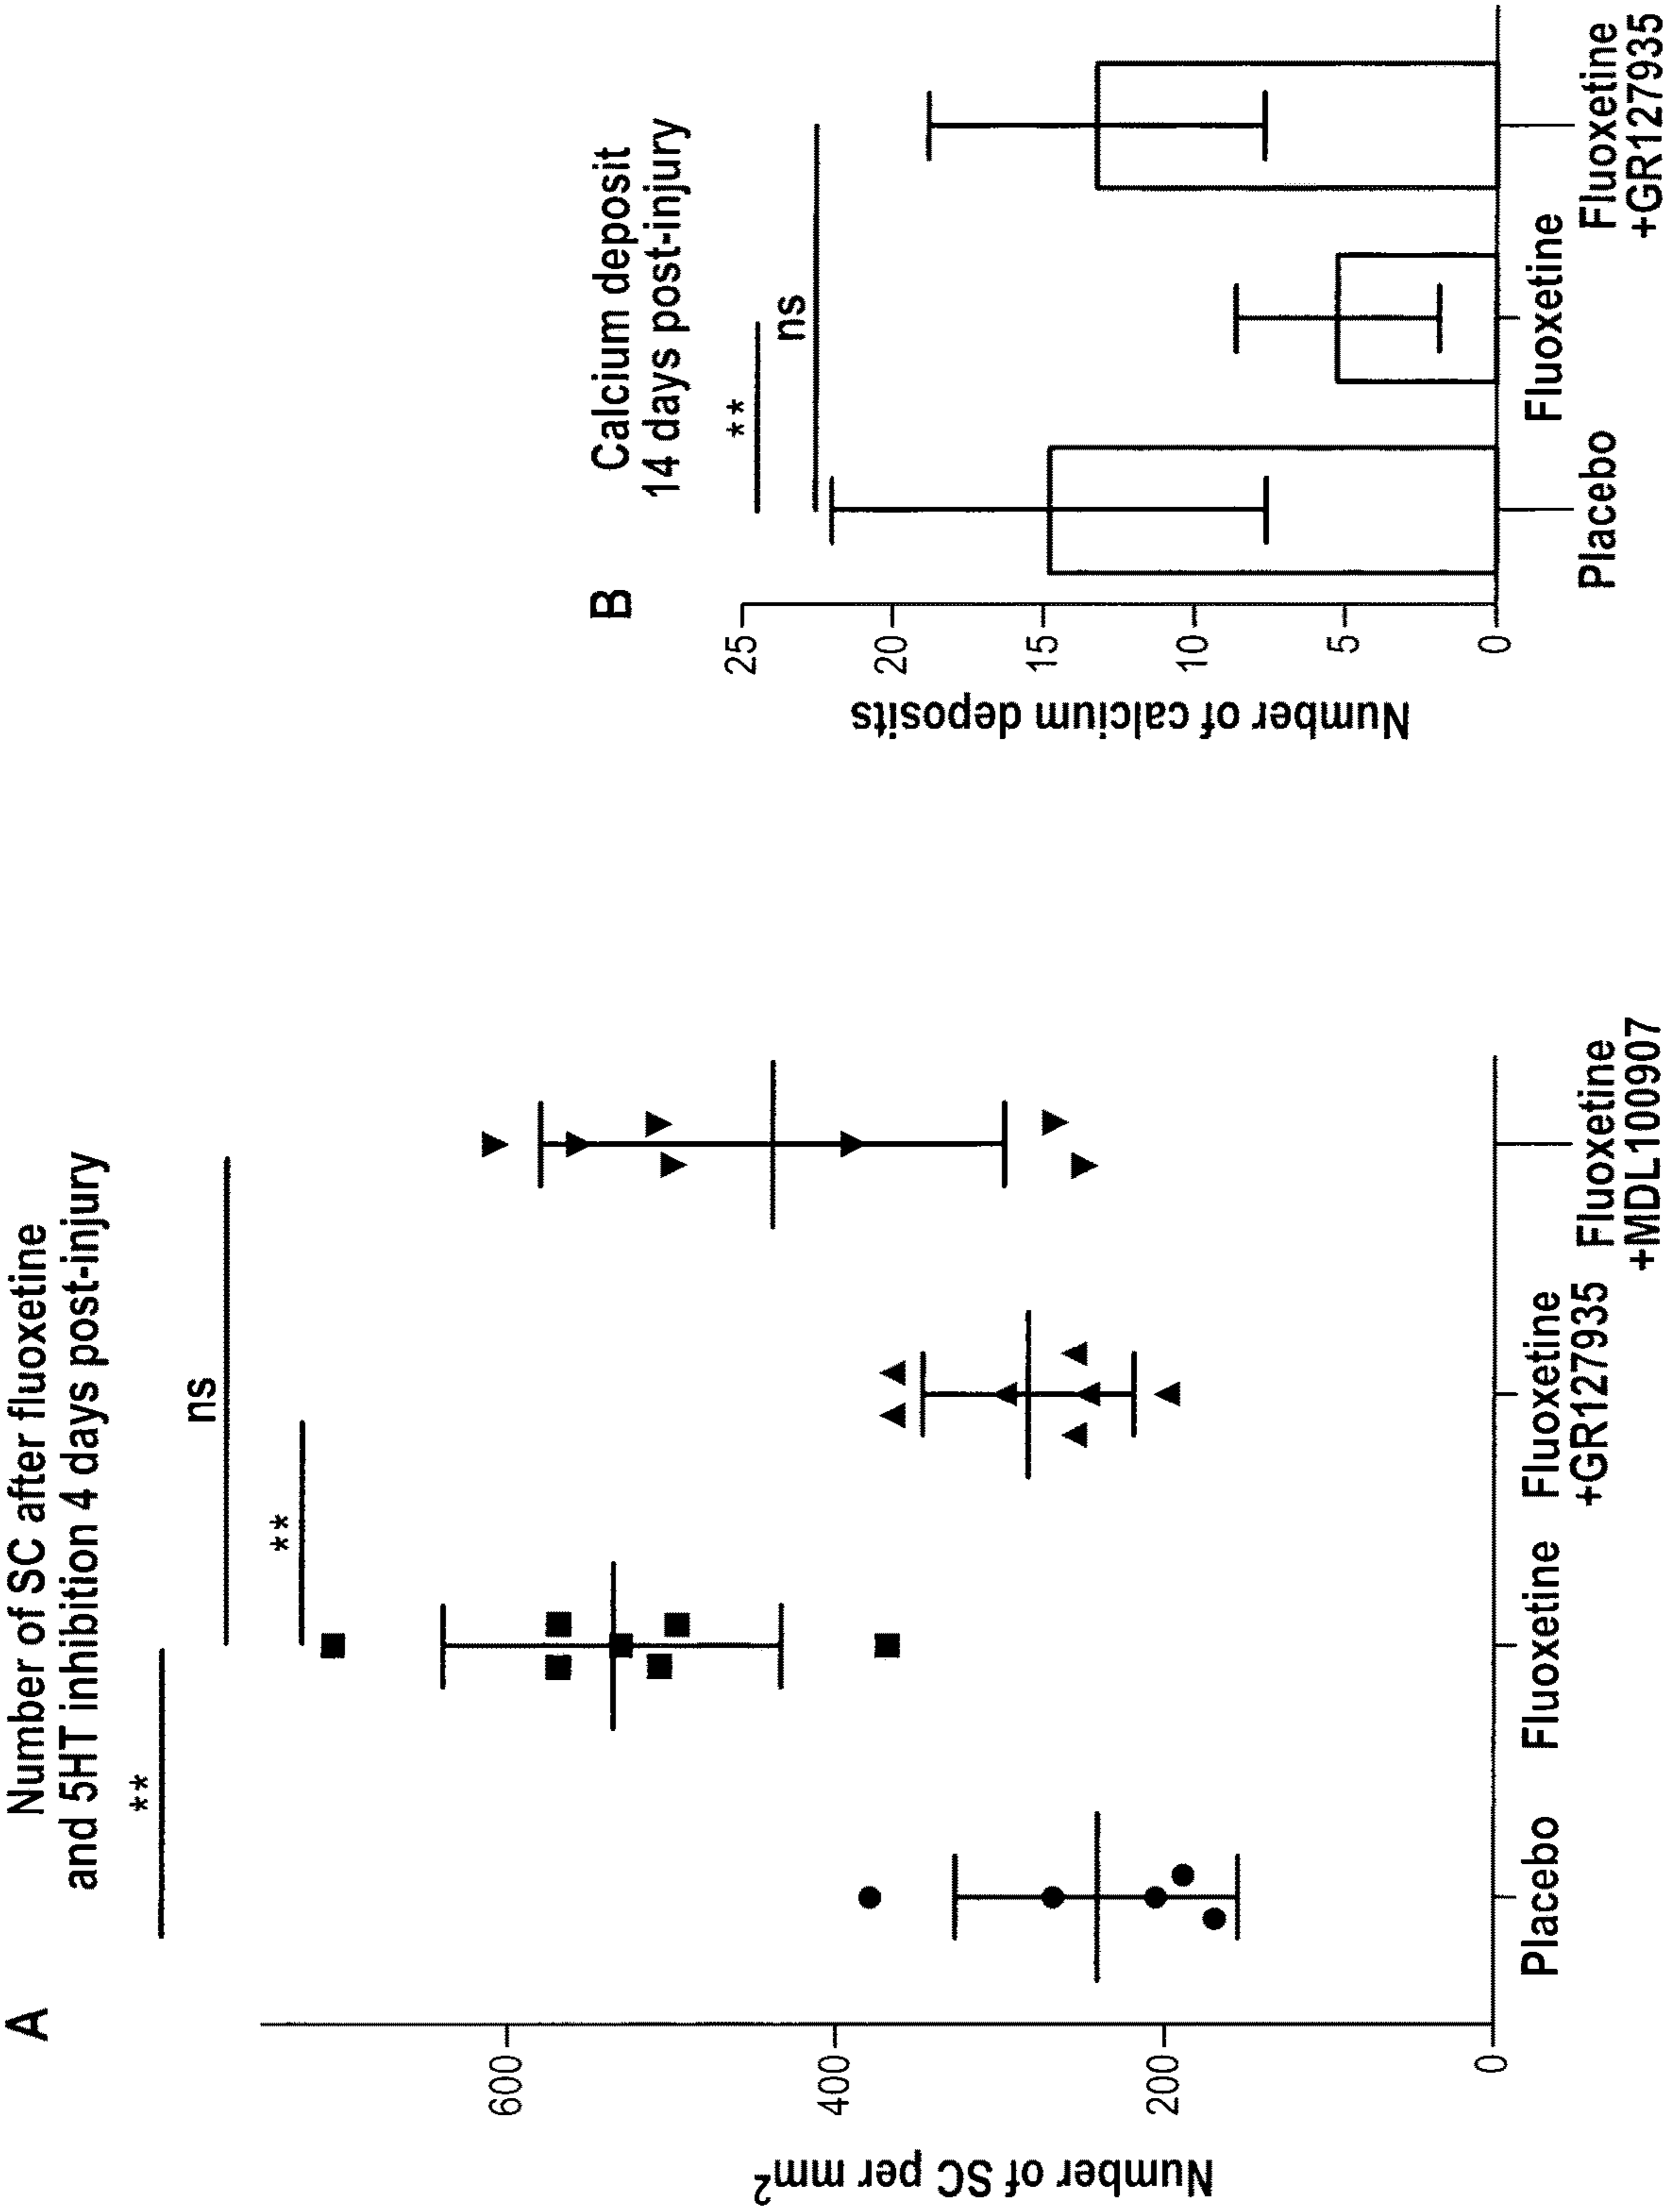 A
Number of SC after fluoxetine
and 5HT inhibition 4 days post-injury
**
ns
**
Number of SC per mm2
600
400
200
0
Placebo
Fluoxetine
Fluoxetine
+GR127935
Fluoxetine
+MDL100907
B
Calcium deposit
14 days post-injury
**
ns
Number of calcium deposits
25
20
15
10
5
0
Placebo
Fluoxetine
Fluoxetine
+GR127935